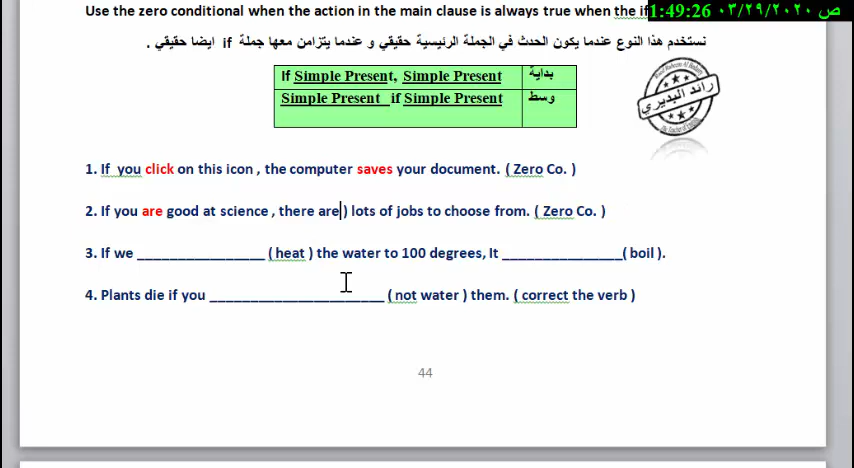 Use the zero conditional when the action in the main clause is always true when the if
1:49:26 ٠٣/٢٩/٢٠٢٠ ص
نستخدم هذا النوع عندما يكون الحدث في الجملة الرئيسية حقيقي و عندما يتزامن معها جملة if ايضا حقيقي .
If Simple Present, Simple Present بداية
Simple Present if Simple Present وسط
رائد البديري
1. If you click on this icon , the computer saves your document. ( Zero Co. )
2. If you are good at science , there are) lots of jobs to choose from. ( Zero Co. )
3. If we _______________ ( heat ) the water to 100 degrees, It ______________( boil ).
4. Plants die if you ____________________ ( not water ) them. ( correct the verb )
44